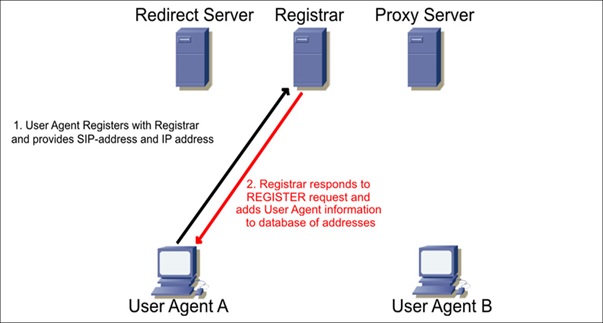 Redirect Server Registrar Proxy Server
1. User Agent Registers with Registrar
and provides SIP-address and IP address
2. Registrar responds to
REGISTER request and
adds User Agent information
to database of addresses
User Agent A User Agent B